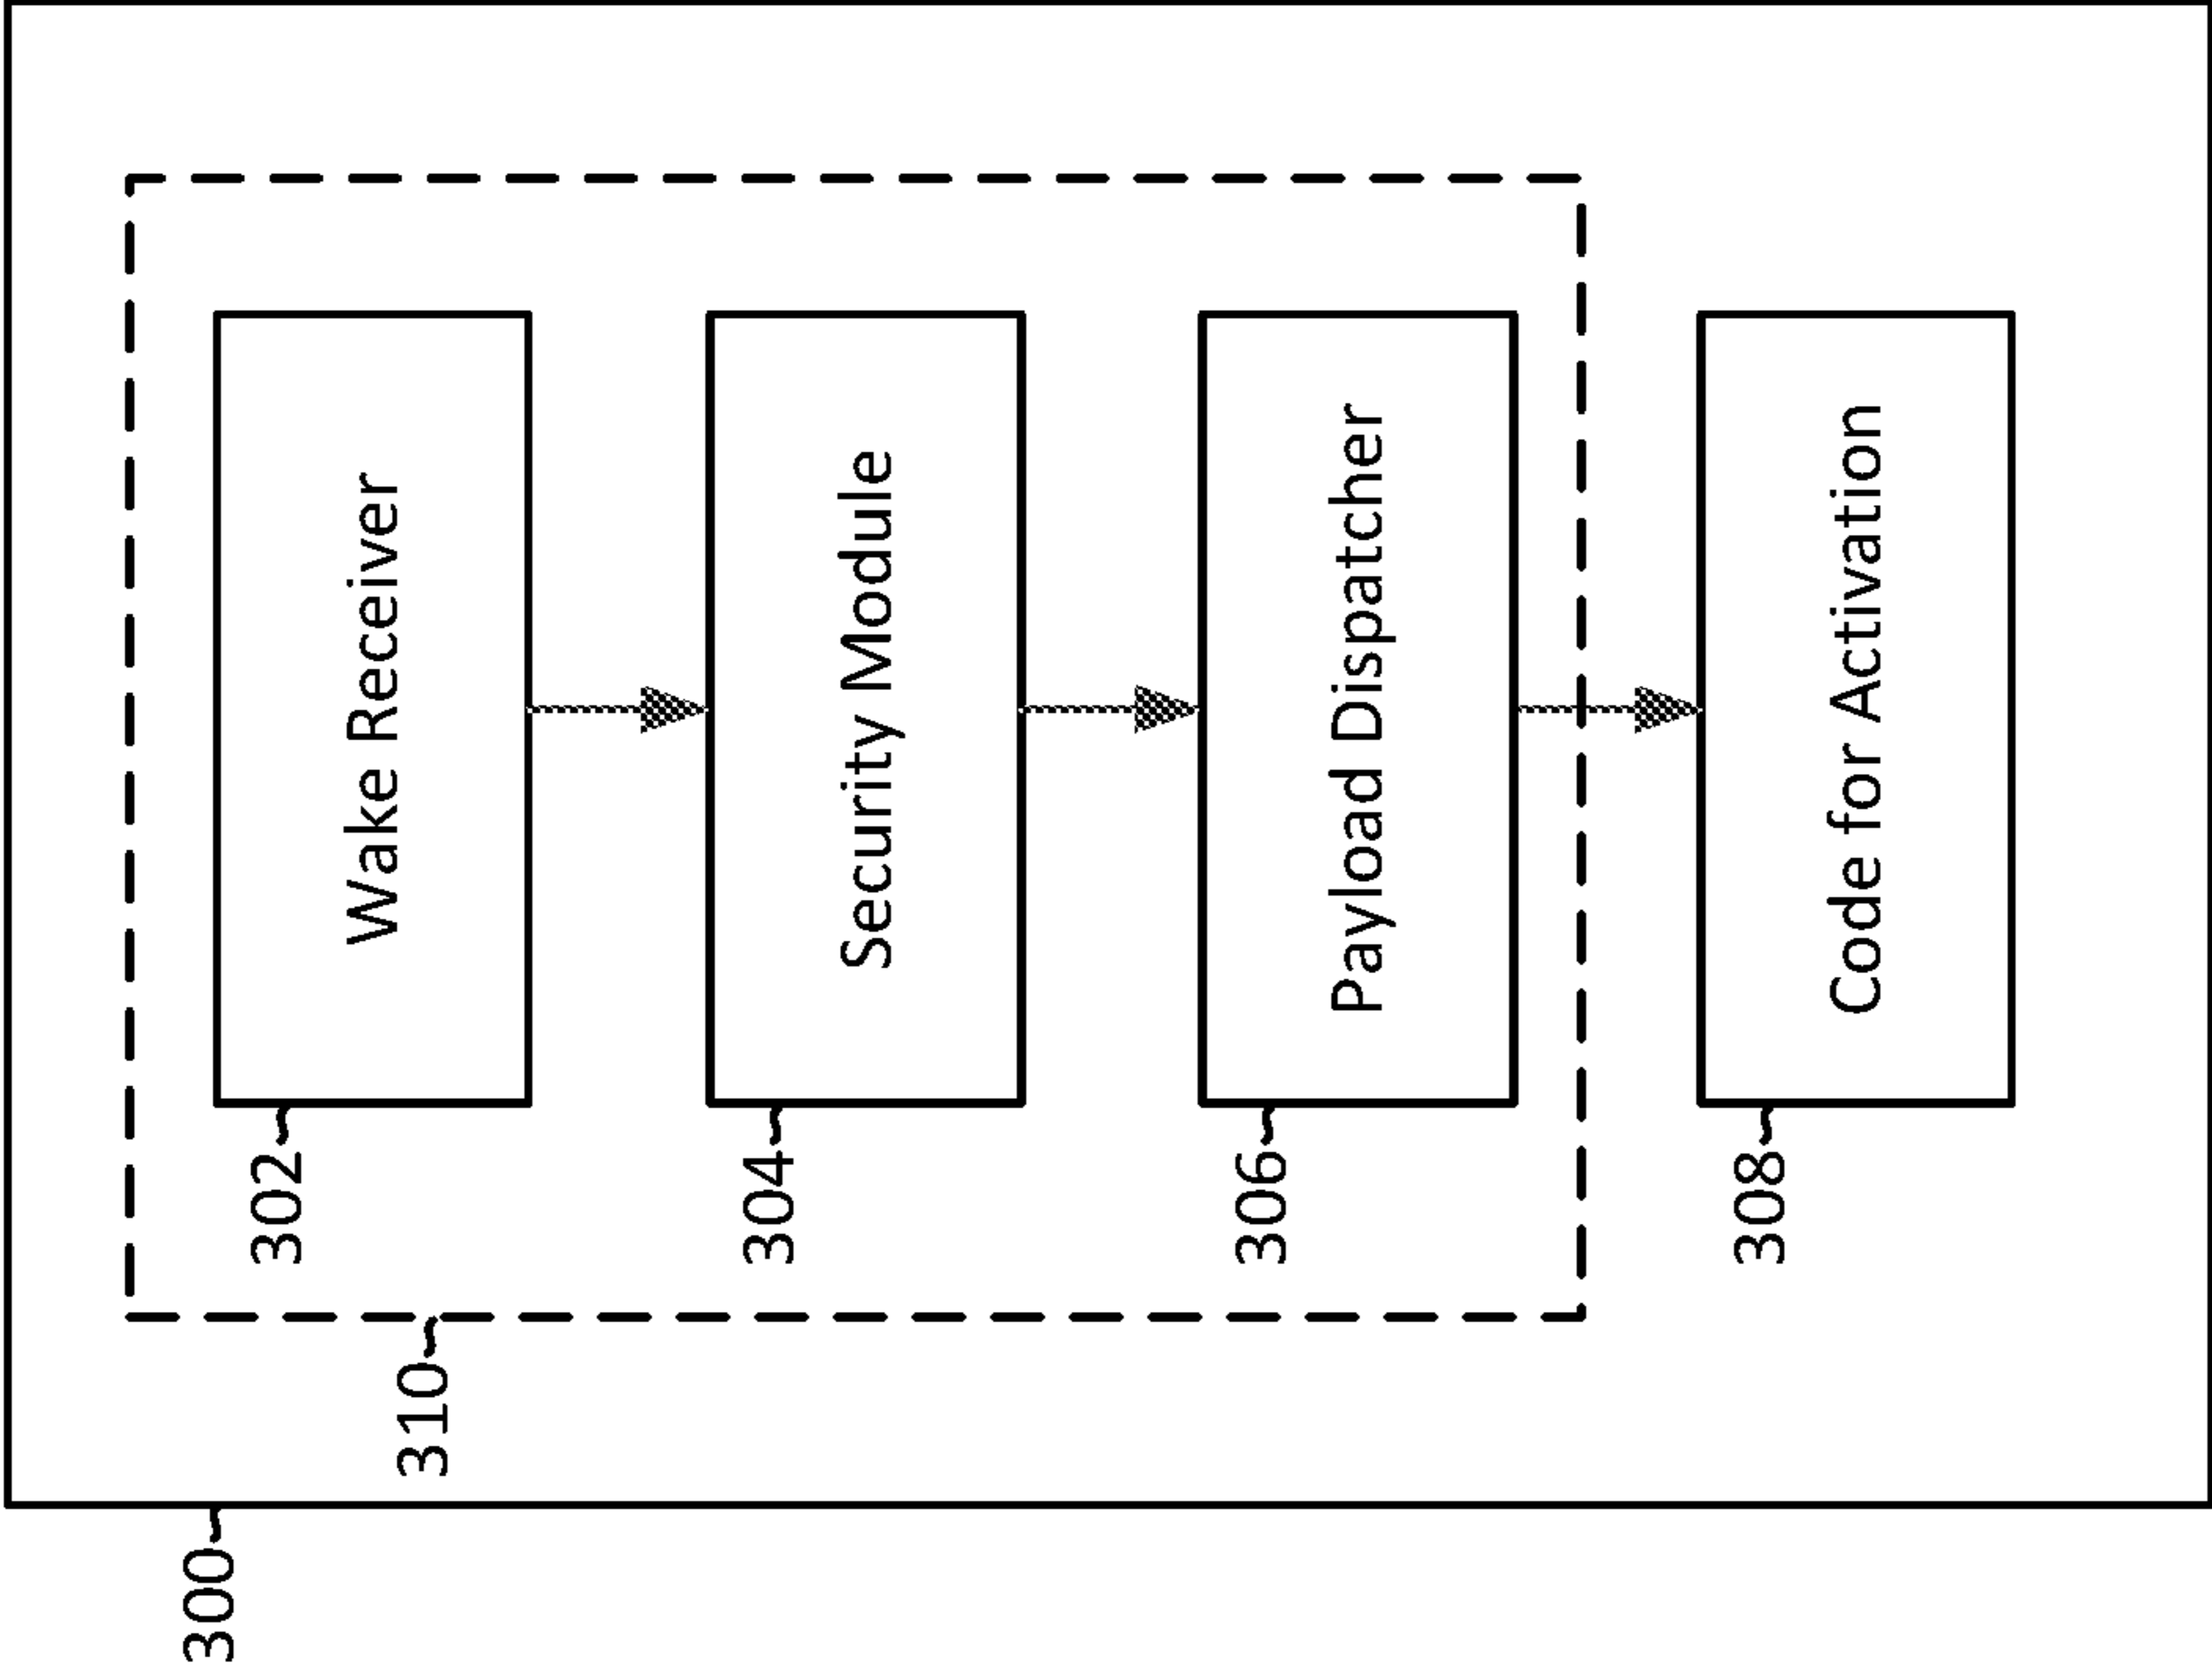 300
310
302
Wake Receiver
304
Security Module
306
Payload Dispatcher
308
Code for Activation